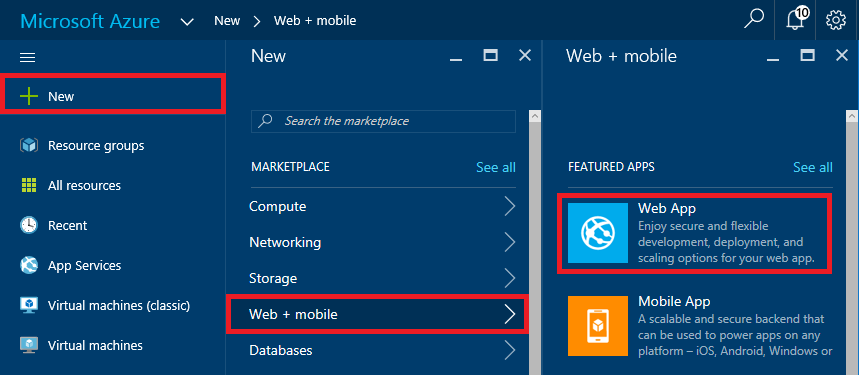 Microsoft Azure New > Web + mobile 10
New
Resource groups
All resources
Recent
App Services
Virtual machines (classic)
Virtual machines
New
Search the marketplace
MARKETPLACE See all
Compute
Networking
Storage
Web + mobile
Databases
Web + mobile
FEATURED APPS See all
Web App
Enjoy secure and flexible
development, deployment, and
scaling options for your web app.
Mobile App
A scalable and secure backend that
can be used to power apps on any
platform – iOS, Android, Windows or